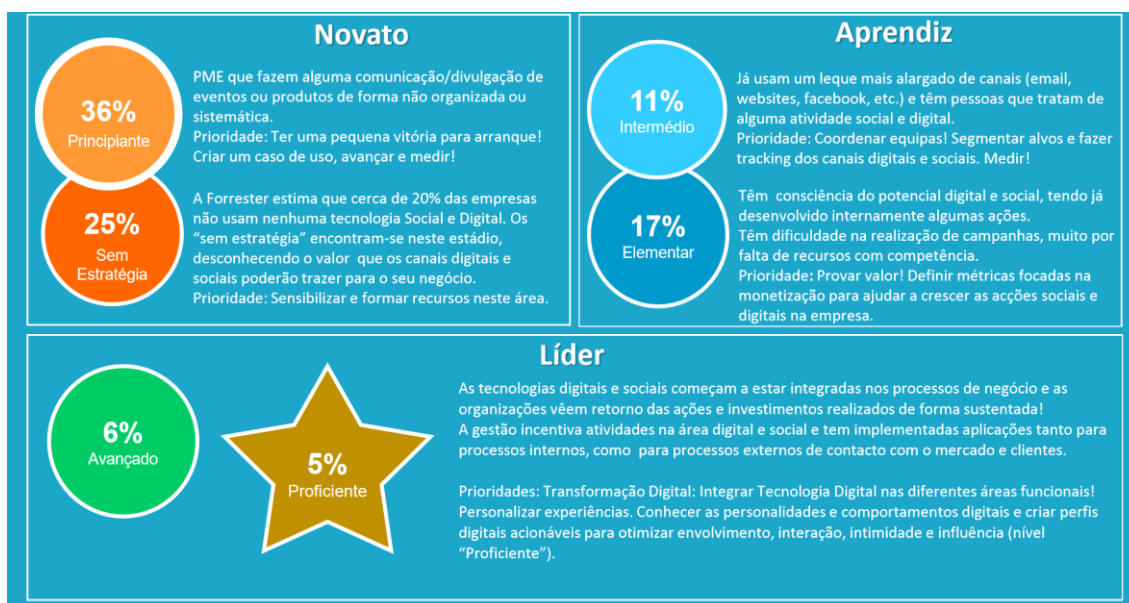 Novato
36%
Principiante
PME que fazem alguma comunicação/divulgação de
eventos ou produtos de forma não organizada ou
sistemática.
Prioridade: Ter uma pequena vitória para arranque!
Criar um caso de uso, avançar e medir!
25%
Sem
Estratégia
A Forrester estima que cerca de 20% das empresas
não usam nenhuma tecnologia Social e Digital. Os
“sem estratégia” encontram-se neste estádio,
desconhecendo o valor que os canais digitais e
sociais poderão trazer para o seu negócio.
Prioridade: Sensibilizar e formar recursos neste área.
Aprendiz
11%
Intermédio
Já usam um leque mais alargado de canais (email,
websites, facebook, etc.) e têm pessoas que tratam de
alguma atividade social e digital.
Prioridade: Coordenar equipas! Segmentar alvos e fazer
tracking dos canais digitais e sociais. Medir!
17%
Elementar
Têm consciência do potencial digital e social, tendo já
desenvolvido internamente algumas ações.
Têm dificuldade na realização de campanhas, muito por
falta de recursos com competência.
Prioridade: Provar valor! Definir métricas focadas na
monetização para ajudar a crescer as acções sociais e
digitais na empresa.
Líder
6%
Avançado
5%
Proficiente
As tecnologias digitais e sociais começam a estar integradas nos processos de negócio e as
organizações vêem retorno das ações e investimentos realizados de forma sustentada!
A gestão incentiva atividades na área digital e social e tem implementadas aplicações tanto para
processos internos, como para processos externos de contacto com o mercado e clientes.
Prioridades: Transformação Digital: Integrar Tecnologia Digital nas diferentes áreas funcionais!
Personalizar experiências. Conhecer as personalidades e comportamentos digitais e criar perfis
digitais acionáveis para otimizar envolvimento, interação, intimidade e influência (nível
“Proficiente”).